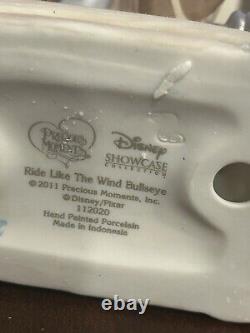 Precious Moments
Disney
SHOWCASE
COLLECTION
Ride Like The Wind Bullseye
© 2011 Precious Moments, Inc.
©Disney/Pixar
112020
Hand Painted Porcelain
Made in Indonesia